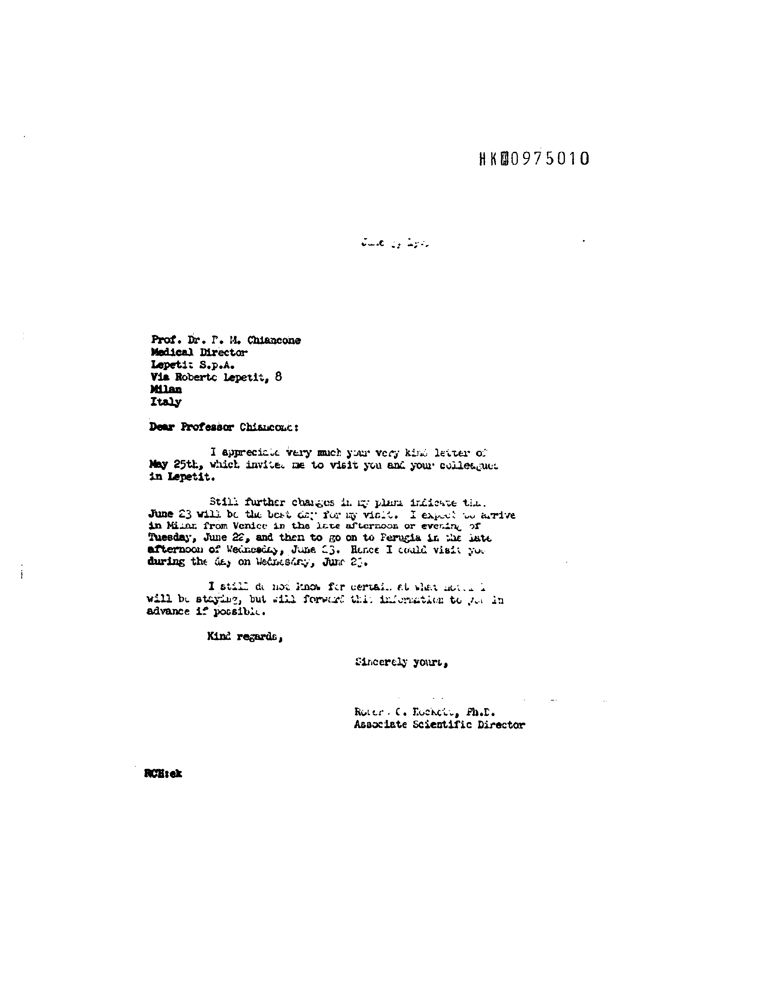 HK0975010
June
Prof. Dr. P. M. Chiancone
Medical Director
Lepetit S.p.A.
Via Roberto Lepetit, 8
Milan
Italy
Dear Professor Chiancone:
I appreciate very much your very kind letter of
May 25th, which invites me to visit you and your colleagues
in Lepetit.
Still further changes in my plans indicate that
June 23 will be the best day for my visit. I expect to arrive
in Milan from Venice in the late afternoon or evening of
Tuesday, June 22, and then to go on to Perugia in the late
afternoon of Wednesday, June 23. Hence I could visit you
during the day on Wednesday, June 23.
I still do not know for certain at what hotel I
will be staying, but will forward this information to you in
advance if possible.
Kind regards,
Sincerely yours,
Robert C. Hockett, Ph.D.
Associate Scientific Director
RCH:ek